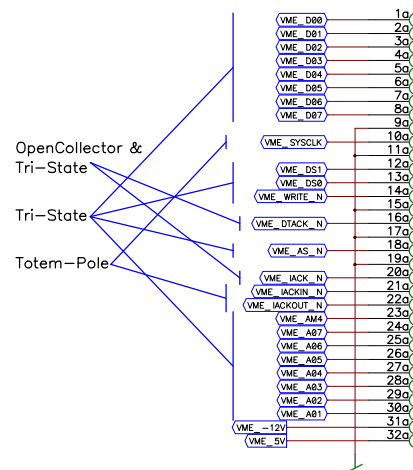 VME_D00 1a
VME_D01 2a
VME_D02 3a
VME_D03 4a
VME_D04 5a
VME_D05 6a
VME_D06 7a
VME_D07 8a
9a
VME_SYSCLK 10a
OpenCollector &
Tri-State
11a
VME_DS1 12a
VME_DS0 13a
VME_WRITE_N 14a
15a
Tri-State
VME_DTACK_N 16a
17a
VME_AS_N 18a
Totem-Pole
19a
VME_IACK_N 20a
VME_IACKIN_N 21a
VME_IACKOUT_N 22a
VME_AM4 23a
VME_A07 24a
VME_A06 25a
VME_A05 26a
VME_A04 27a
VME_A03 28a
VME_A02 29a
VME_A01 30a
VME_-12V 31a
VME_5V 32a